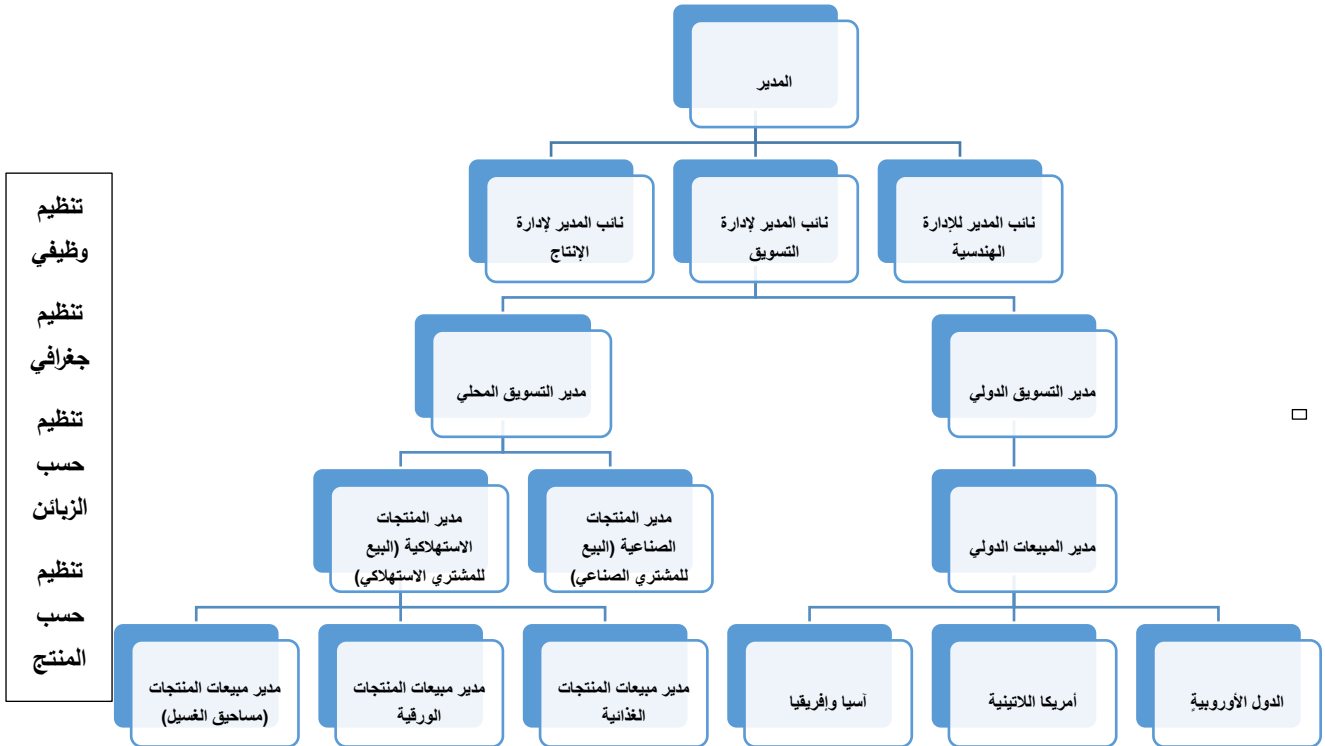 المدير
نائب المدير للإدارة
الهندسية
نائب المدير لإدارة
التسويق
نائب المدير لإدارة
الإنتاج
مدير التسويق الدولي
مدير التسويق المحلي
مدير المبيعات الدولي
مدير المنتجات
الصناعية (البيع
للمشتري الصناعي)
مدير المنتجات
الاستهلاكية (البيع
للمشتري الاستهلاكي)
الدول الأوروبية
أمريكا اللاتينية
آسيا وإفريقيا
مدير مبيعات المنتجات
الغذائية
مدير مبيعات المنتجات
الورقية
مدير مبيعات المنتجات
(مساحيق الغسيل)
تنظيم
وظيفي
تنظيم
جغرافي
تنظيم
حسب
الزبائن
تنظيم
حسب
المنتج